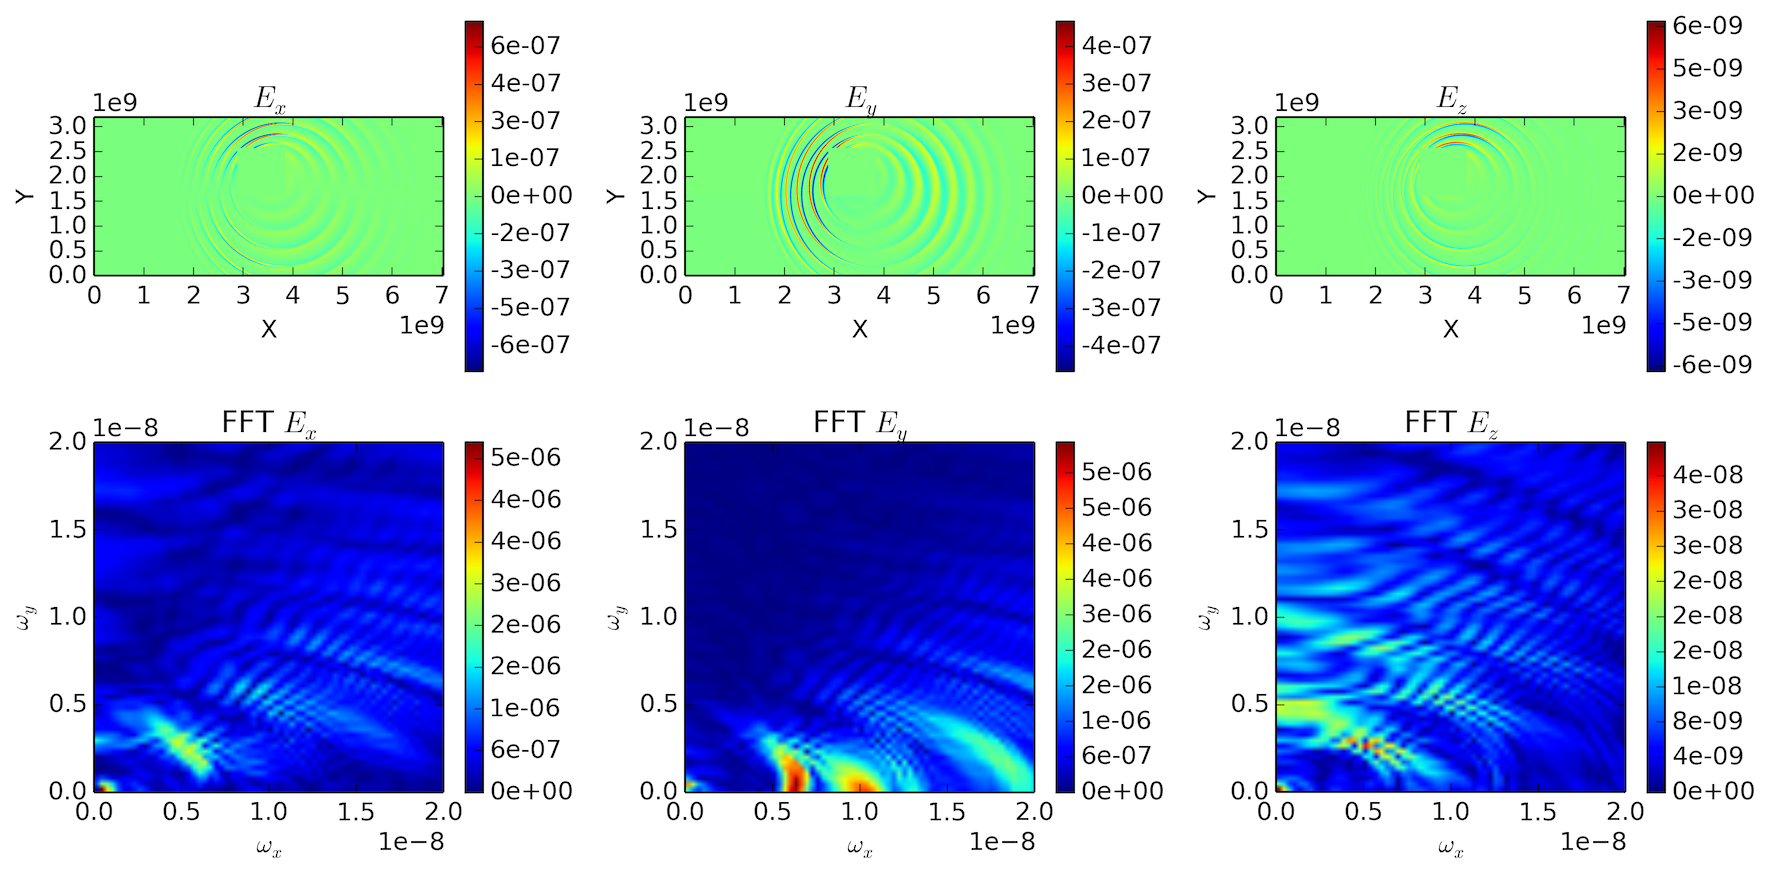 E_x
1e9
Y
3.0
2.5
2.0
1.5
1.0
0.5
0.0
0 1 2 3 4 5 6 7
X
1e9
6e-07
4e-07
3e-07
1e-07
0e+00
-2e-07
-3e-07
-5e-07
-6e-07
E_y
1e9
Y
3.0
2.5
2.0
1.5
1.0
0.5
0.0
0 1 2 3 4 5 6 7
X
1e9
4e-07
3e-07
2e-07
1e-07
0e+00
-1e-07
-2e-07
-3e-07
-4e-07
E_z
1e9
Y
3.0
2.5
2.0
1.5
1.0
0.5
0.0
0 1 2 3 4 5 6 7
X
1e9
6e-09
5e-09
3e-09
2e-09
0e+00
-2e-09
-3e-09
-5e-09
-6e-09
FFT E_x
1e−8
ω_y
2.0
1.5
1.0
0.5
0.0
0.0 0.5 1.0 1.5 2.0
ω_x
1e−8
5e-06
4e-06
4e-06
3e-06
2e-06
2e-06
1e-06
6e-07
0e+00
FFT E_y
1e−8
ω_y
2.0
1.5
1.0
0.5
0.0
0.0 0.5 1.0 1.5 2.0
ω_x
1e−8
5e-06
5e-06
4e-06
3e-06
3e-06
2e-06
1e-06
6e-07
0e+00
FFT E_z
1e−8
ω_y
2.0
1.5
1.0
0.5
0.0
0.0 0.5 1.0 1.5 2.0
ω_x
1e−8
4e-08
3e-08
3e-08
2e-08
2e-08
2e-08
1e-08
8e-09
4e-09
0e+00